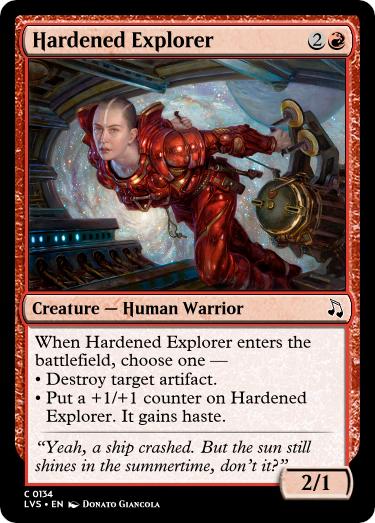 Hardened Explorer 2
Creature — Human Warrior
When Hardened Explorer enters the
battlefield, choose one —
• Destroy target artifact.
• Put a +1/+1 counter on Hardened
Explorer. It gains haste.
“Yeah, a ship crashed. But the sun still
shines in the summertime, don’t it?”
2/1
C 0134
LVS • EN Donato Giancola